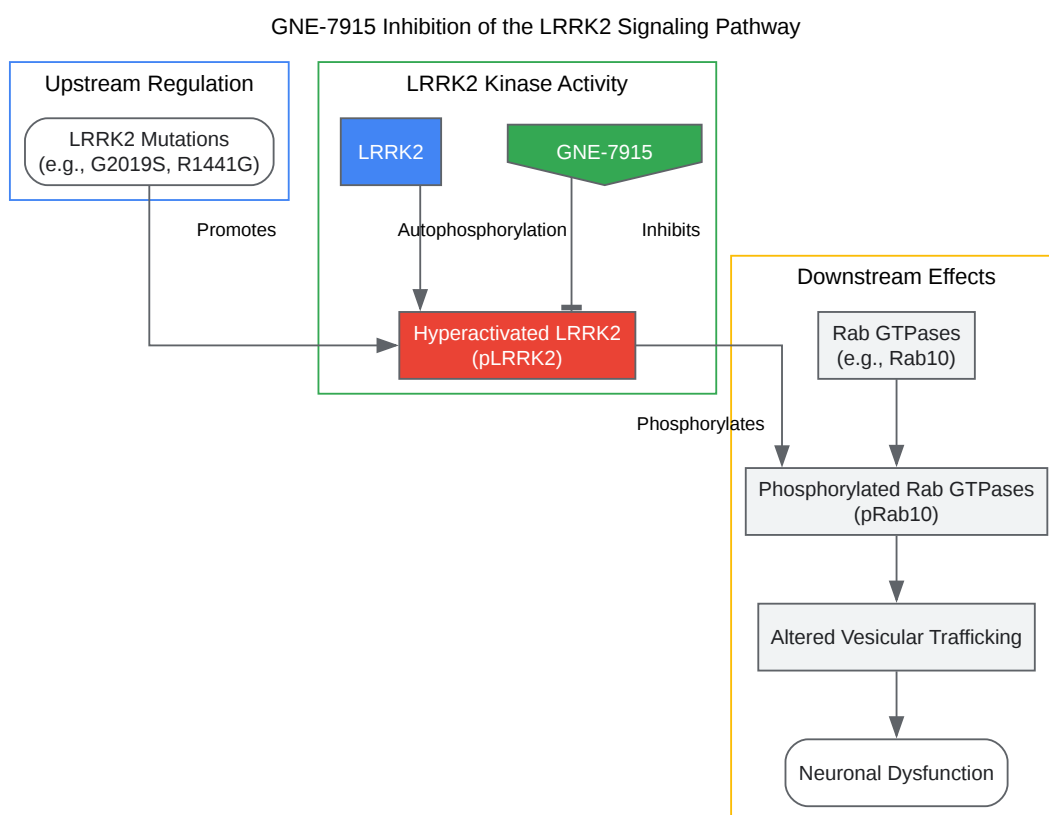 GNE-7915 Inhibition of the LRRK2 Signaling Pathway
Upstream Regulation
LRRK2 Mutations
(e.g., G2019S, R1441G)
Promotes
LRRK2 Kinase Activity
LRRK2
GNE-7915
Autophosphorylation
Inhibits
Hyperactivated LRRK2
(pLRRK2)
Phosphorylates
Downstream Effects
Rab GTPases
(e.g., Rab10)
Phosphorylated Rab GTPases
(pRab10)
Altered Vesicular Trafficking
Neuronal Dysfunction